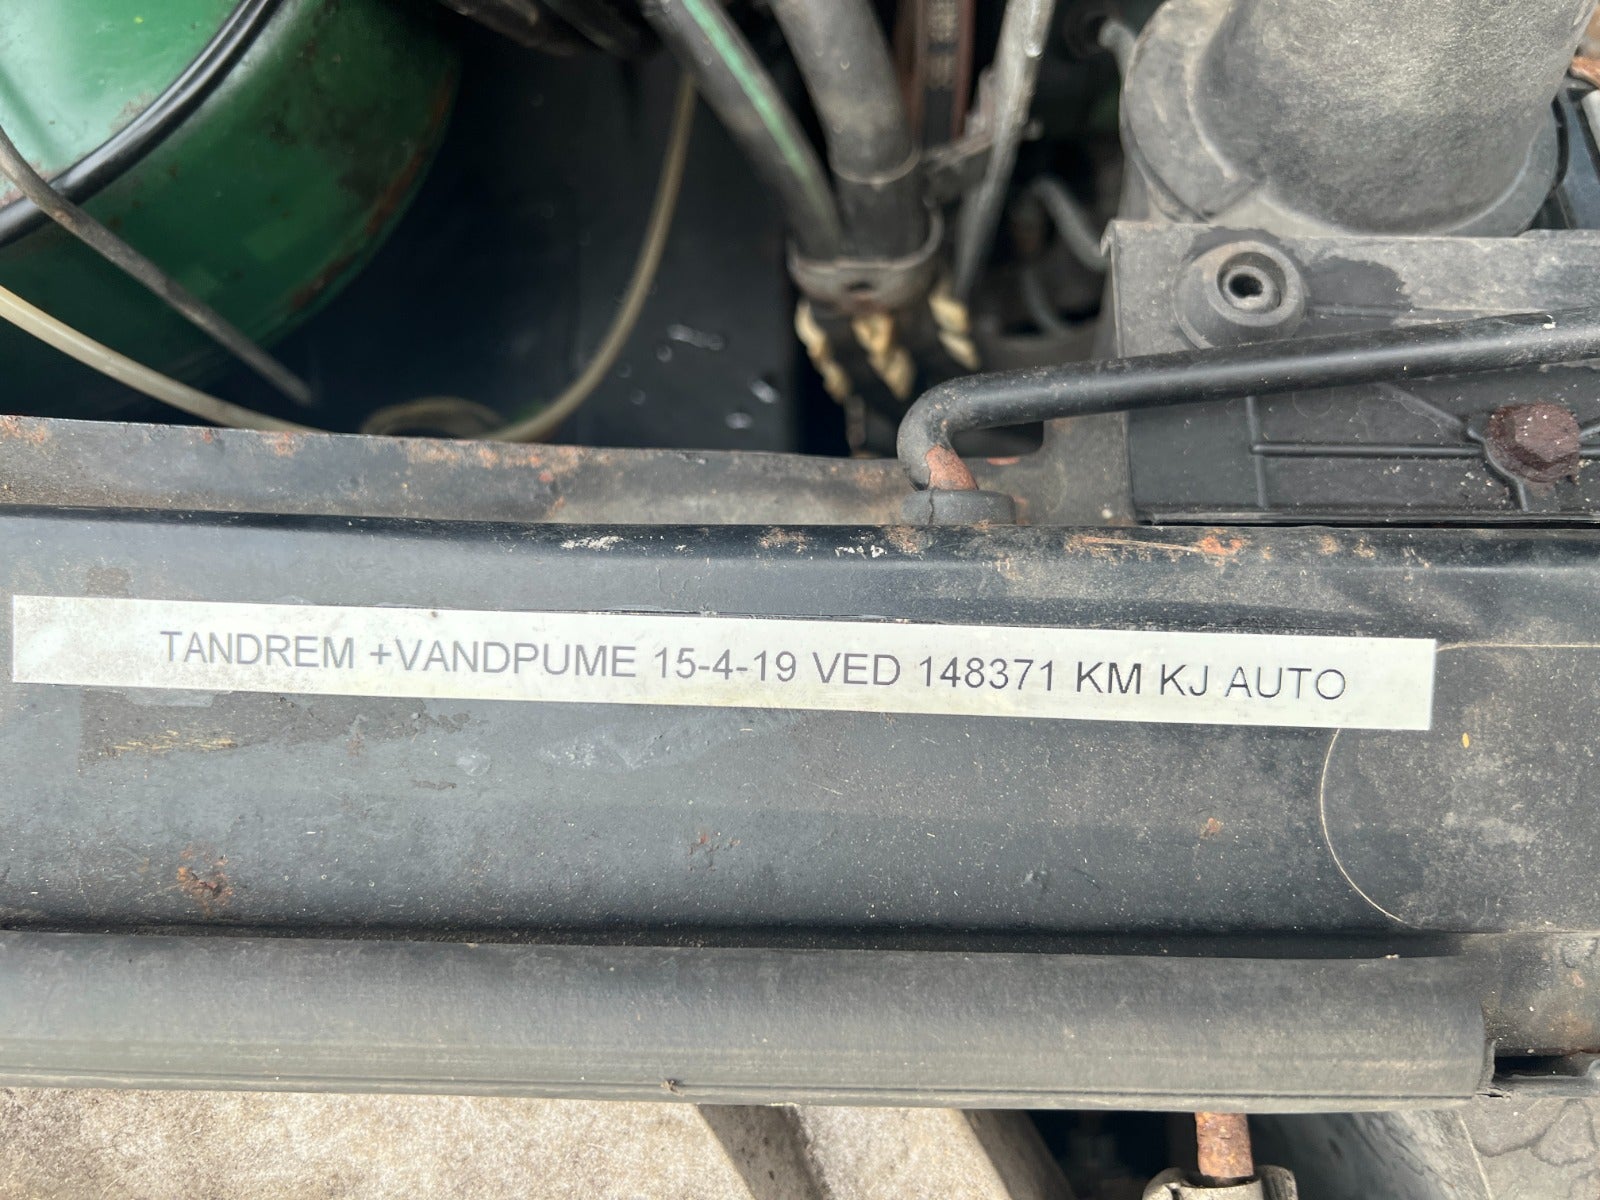 TANDREM +VANDPUME 15-4-19 VED 148371 KM KJ AUTO